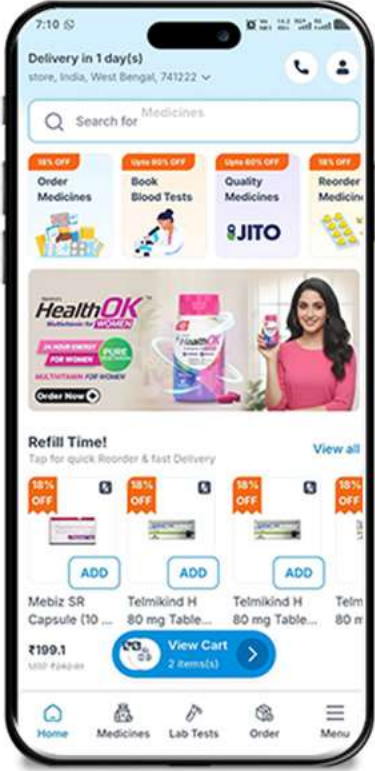 7:10
Delivery in 1 day(s)
store, India, West Bengal, 741222
Search for Medicines
18% OFF
Order
Medicines
Upto 60% OFF
Book
Blood Tests
Upto 60% OFF
Quality
Medicines
JITO
18% OFF
Reorder
Medicine
HealthOK
Multivitamin for WOMEN
24 HOUR ENERGY
FOR WOMEN
PURE
MULTIVITAMIN FOR WOMEN
Order Now
HealthOK
Refill Time!
View all
Tap for quick Reorder & fast Delivery
18%
OFF
18%
OFF
18%
OFF
18%
OFF
ADD
ADD
ADD
Mebiz SR
Capsule (10 ...
Telmikind H
80 mg Table...
Telmikind H
80 mg Table...
Telm
80 m
₹199.1
View Cart
2 items(s)
Home
Medicines
Lab Tests
Order
Menu